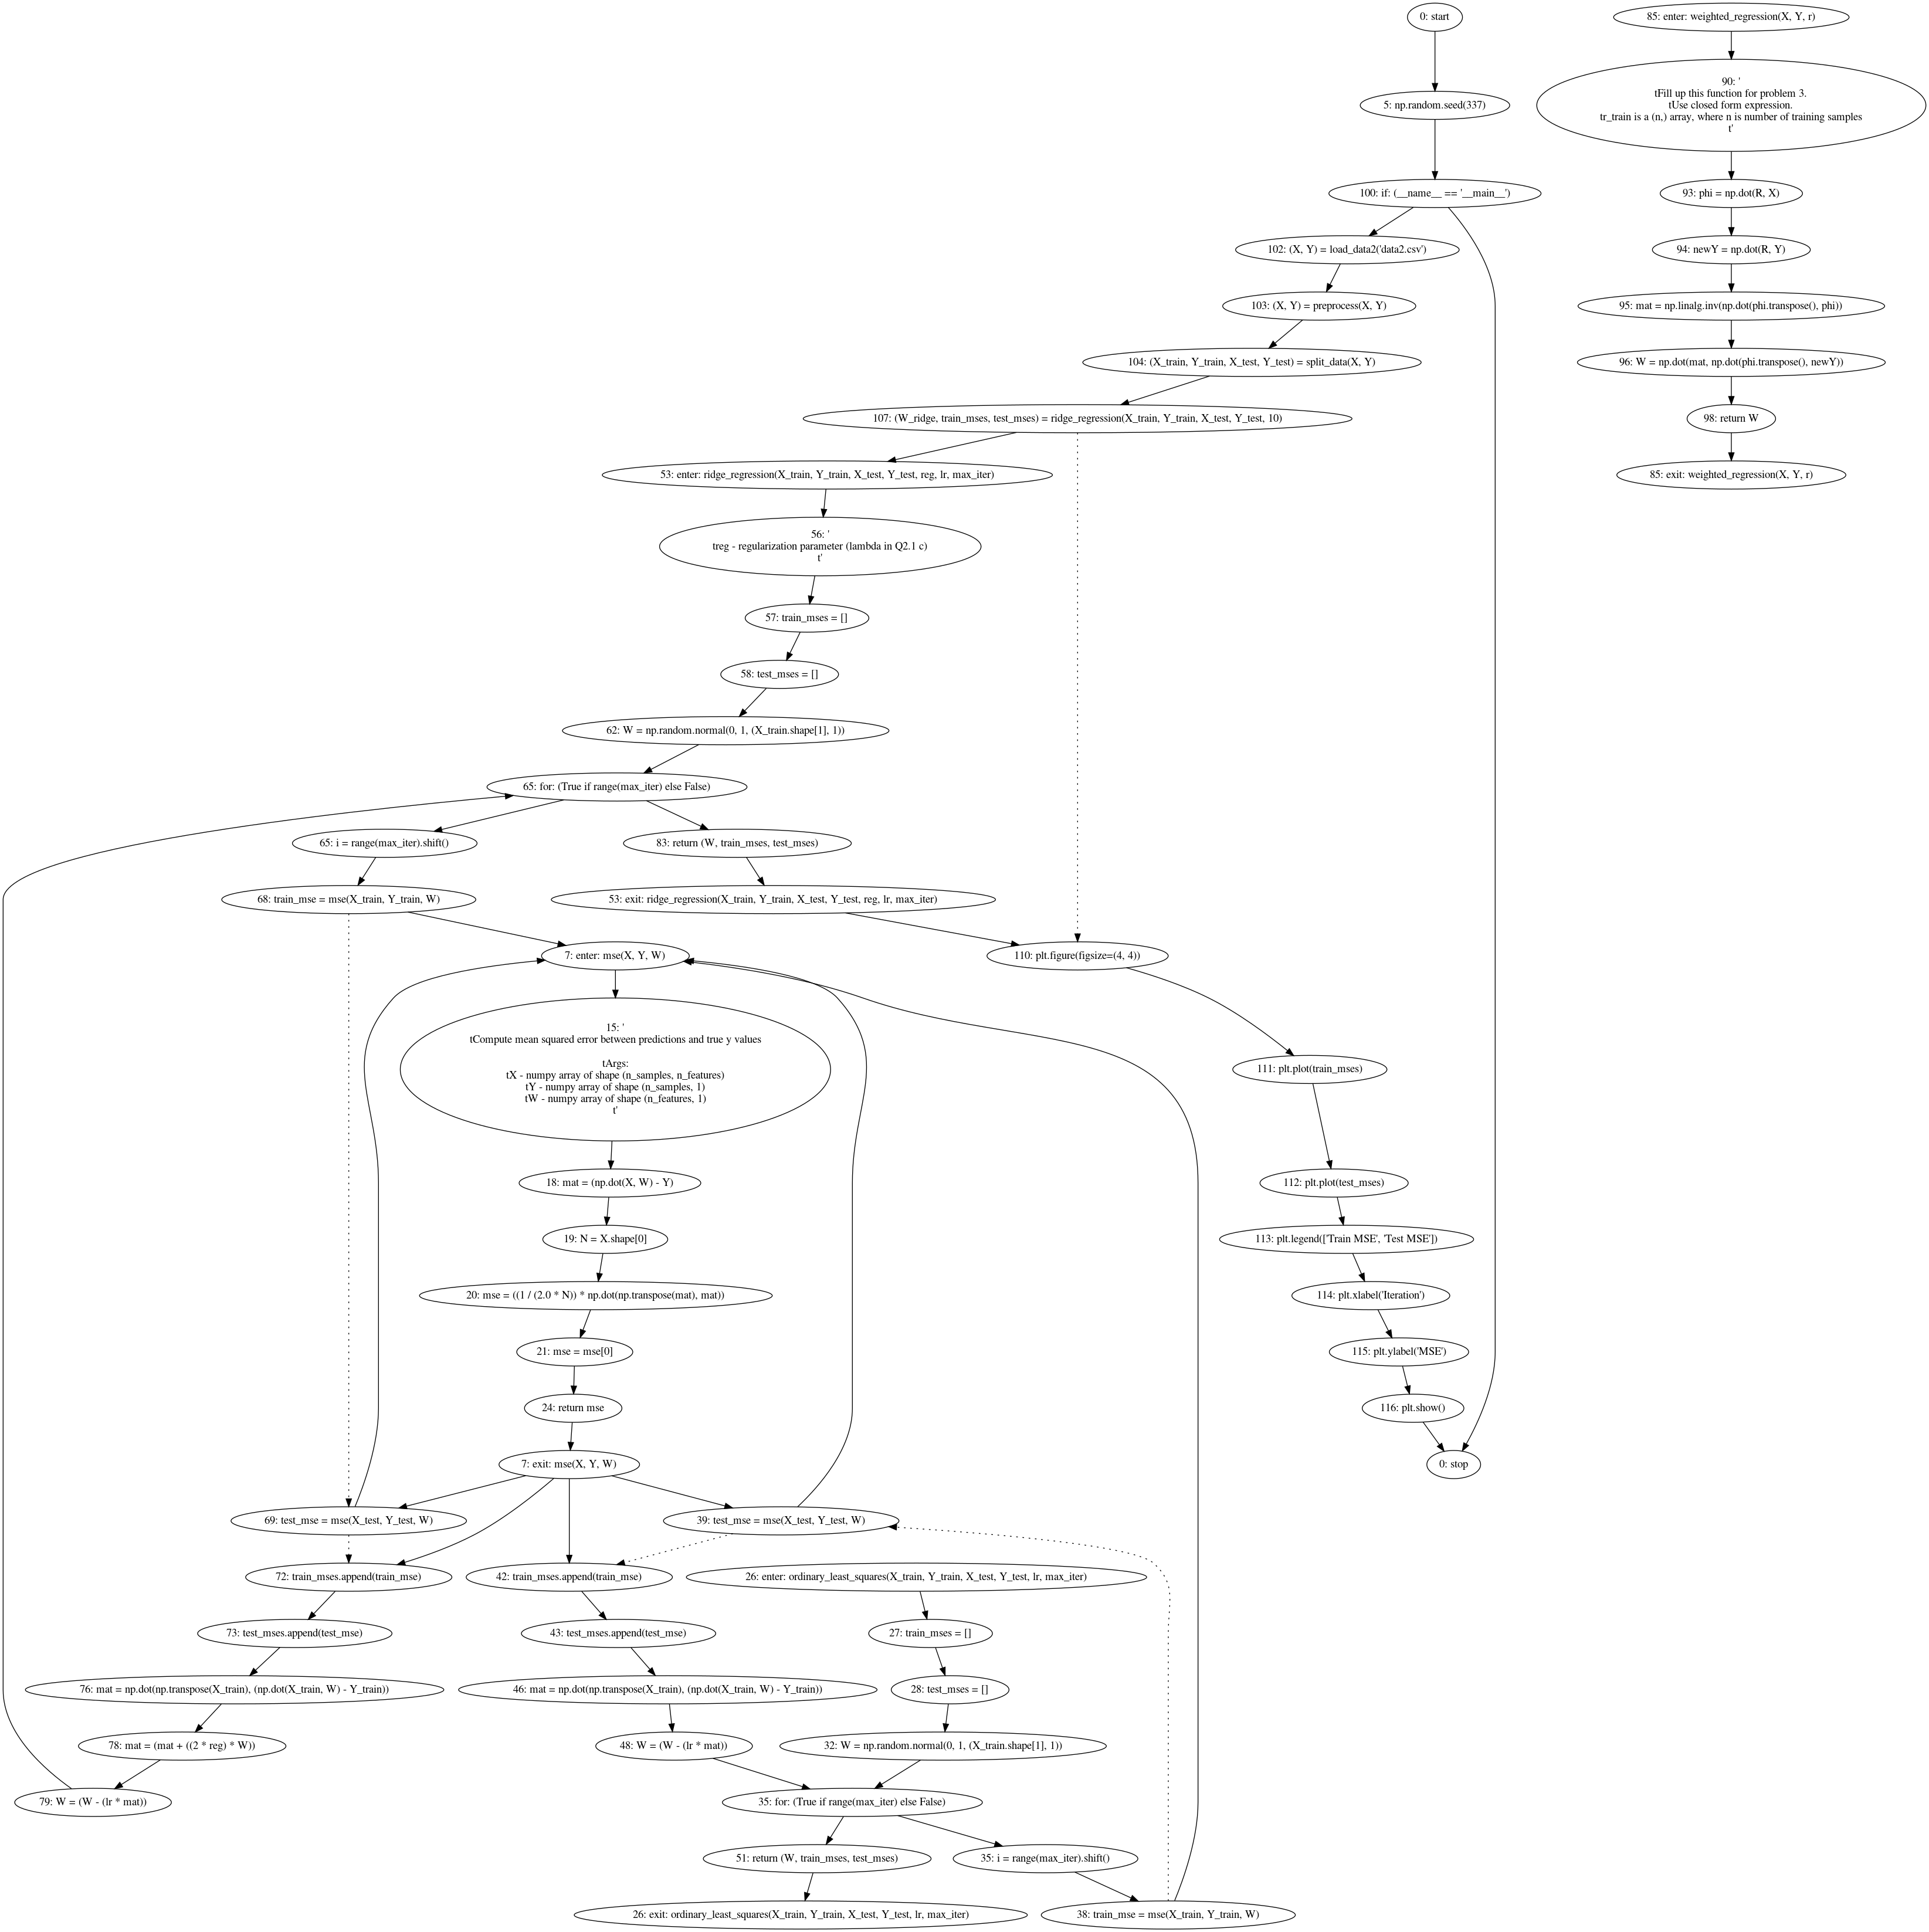 0: start
5: np.random.seed(337)
100: if: (__name__ == '__main__')
102: (X, Y) = load_data2('data2.csv')
103: (X, Y) = preprocess(X, Y)
104: (X_train, Y_train, X_test, Y_test) = split_data(X, Y)
107: (W_ridge, train_mses, test_mses) = ridge_regression(X_train, Y_train, X_test, Y_test, 10)
53: enter: ridge_regression(X_train, Y_train, X_test, Y_test, reg, lr, max_iter)
56: '
treg - regularization parameter (lambda in Q2.1 c)
t'
57: train_mses = []
58: test_mses = []
62: W = np.random.normal(0, 1, (X_train.shape[1], 1))
65: for: (True if range(max_iter) else False)
65: i = range(max_iter).shift()
83: return (W, train_mses, test_mses)
68: train_mse = mse(X_train, Y_train, W)
53: exit: ridge_regression(X_train, Y_train, X_test, Y_test, reg, lr, max_iter)
7: enter: mse(X, Y, W)
110: plt.figure(figsize=(4, 4))
15: '
tCompute mean squared error between predictions and true y values
tArgs:
tX - numpy array of shape (n_samples, n_features)
tY - numpy array of shape (n_samples, 1)
tW - numpy array of shape (n_features, 1)
t'
111: plt.plot(train_mses)
18: mat = (np.dot(X, W) - Y)
112: plt.plot(test_mses)
19: N = X.shape[0]
113: plt.legend(['Train MSE', 'Test MSE'])
20: mse = ((1 / (2.0 * N)) * np.dot(np.transpose(mat), mat))
114: plt.xlabel('Iteration')
21: mse = mse[0]
115: plt.ylabel('MSE')
24: return mse
116: plt.show()
7: exit: mse(X, Y, W)
0: stop
69: test_mse = mse(X_test, Y_test, W)
39: test_mse = mse(X_test, Y_test, W)
72: train_mses.append(train_mse)
42: train_mses.append(train_mse)
26: enter: ordinary_least_squares(X_train, Y_train, X_test, Y_test, lr, max_iter)
73: test_mses.append(test_mse)
43: test_mses.append(test_mse)
27: train_mses = []
76: mat = np.dot(np.transpose(X_train), (np.dot(X_train, W) - Y_train))
46: mat = np.dot(np.transpose(X_train), (np.dot(X_train, W) - Y_train))
28: test_mses = []
78: mat = (mat + ((2 * reg) * W))
48: W = (W - (lr * mat))
32: W = np.random.normal(0, 1, (X_train.shape[1], 1))
79: W = (W - (lr * mat))
35: for: (True if range(max_iter) else False)
51: return (W, train_mses, test_mses)
35: i = range(max_iter).shift()
26: exit: ordinary_least_squares(X_train, Y_train, X_test, Y_test, lr, max_iter)
38: train_mse = mse(X_train, Y_train, W)
85: enter: weighted_regression(X, Y, r)
90: '
tFill up this function for problem 3.
tUse closed form expression.
tr_train is a (n,) array, where n is number of training samples
t'
93: phi = np.dot(R, X)
94: newY = np.dot(R, Y)
95: mat = np.linalg.inv(np.dot(phi.transpose(), phi))
96: W = np.dot(mat, np.dot(phi.transpose(), newY))
98: return W
85: exit: weighted_regression(X, Y, r)